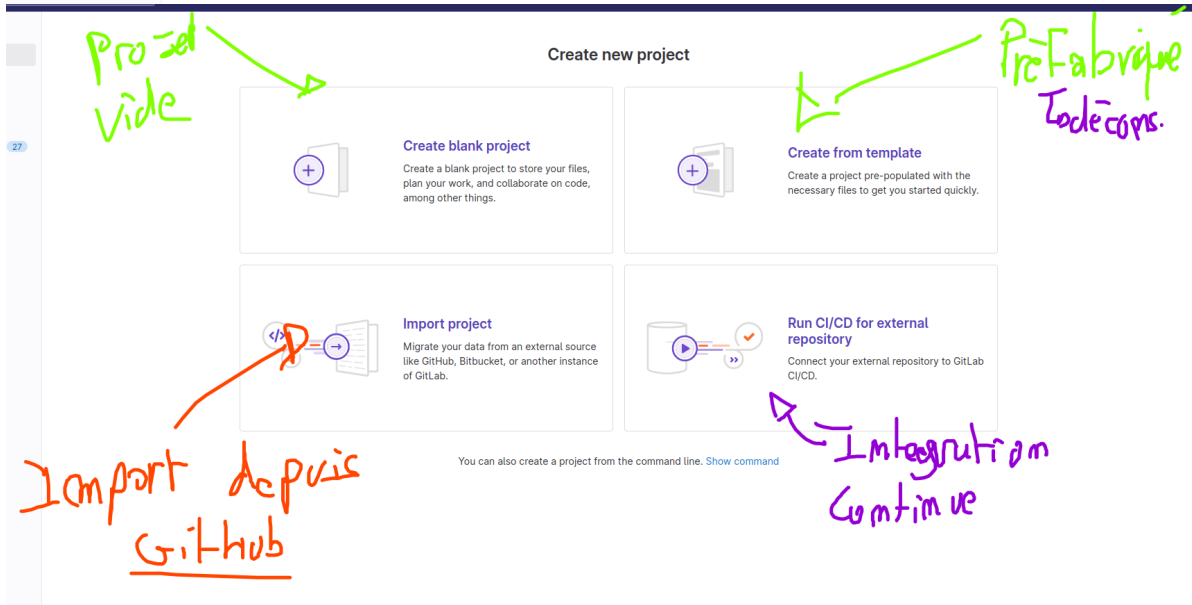 Projet
Vide
Préfabriqué
27
Create new project
Create blank project
Create a blank project to store your files,
plan your work, and collaborate on code,
among other things.
Create from template
Create a project pre-populated with the
necessary files to get you started quickly.
Import project
Migrate your data from an external source
like GitHub, Bitbucket, or another instance
of GitLab.
Run CI/CD for external
repository
Connect your external repository to GitLab
CI/CD.
You can also create a project from the command line. Show command
Import depuis
GitHub
Integration
Continue